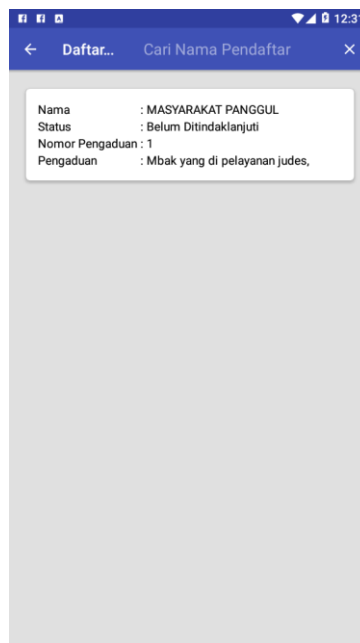 12:31
Daftar... Cari Nama Pendaftar
Nama : MASYARAKAT PANGGUL
Status : Belum Ditindaklanjuti
Nomor Pengaduan : 1
Pengaduan : Mbak yang di pelayanan judes,